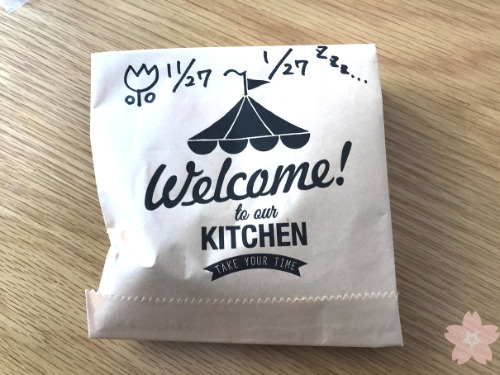 11/27 ~ 1/27 zzz...
Welcome!
to our
KITCHEN
TAKE YOUR TIME